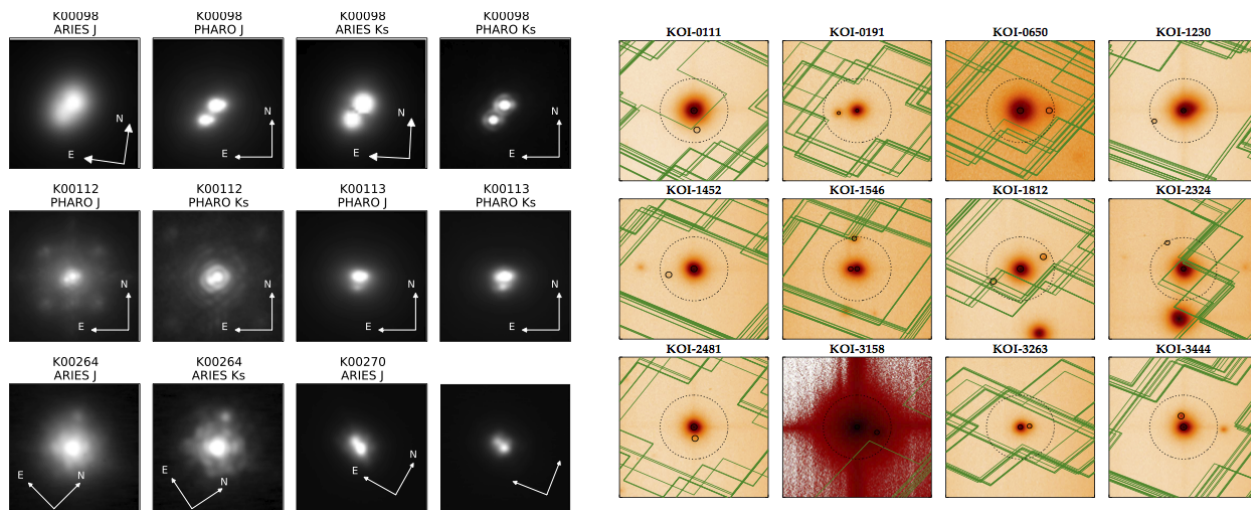 K00098
ARIES J
K00098
PHARO J
K00098
ARIES Ks
K00098
PHARO Ks
N
E
N
E
N
E
N
E
K00112
PHARO J
K00112
PHARO Ks
K00113
PHARO J
K00113
PHARO Ks
N
E
N
E
N
E
N
E
K00264
ARIES J
K00264
ARIES Ks
K00270
ARIES J
E
N
E
N
E
N
KOI-0111
KOI-0191
KOI-0650
KOI-1230
KOI-1452
KOI-1546
KOI-1812
KOI-2324
KOI-2481
KOI-3158
KOI-3263
KOI-3444